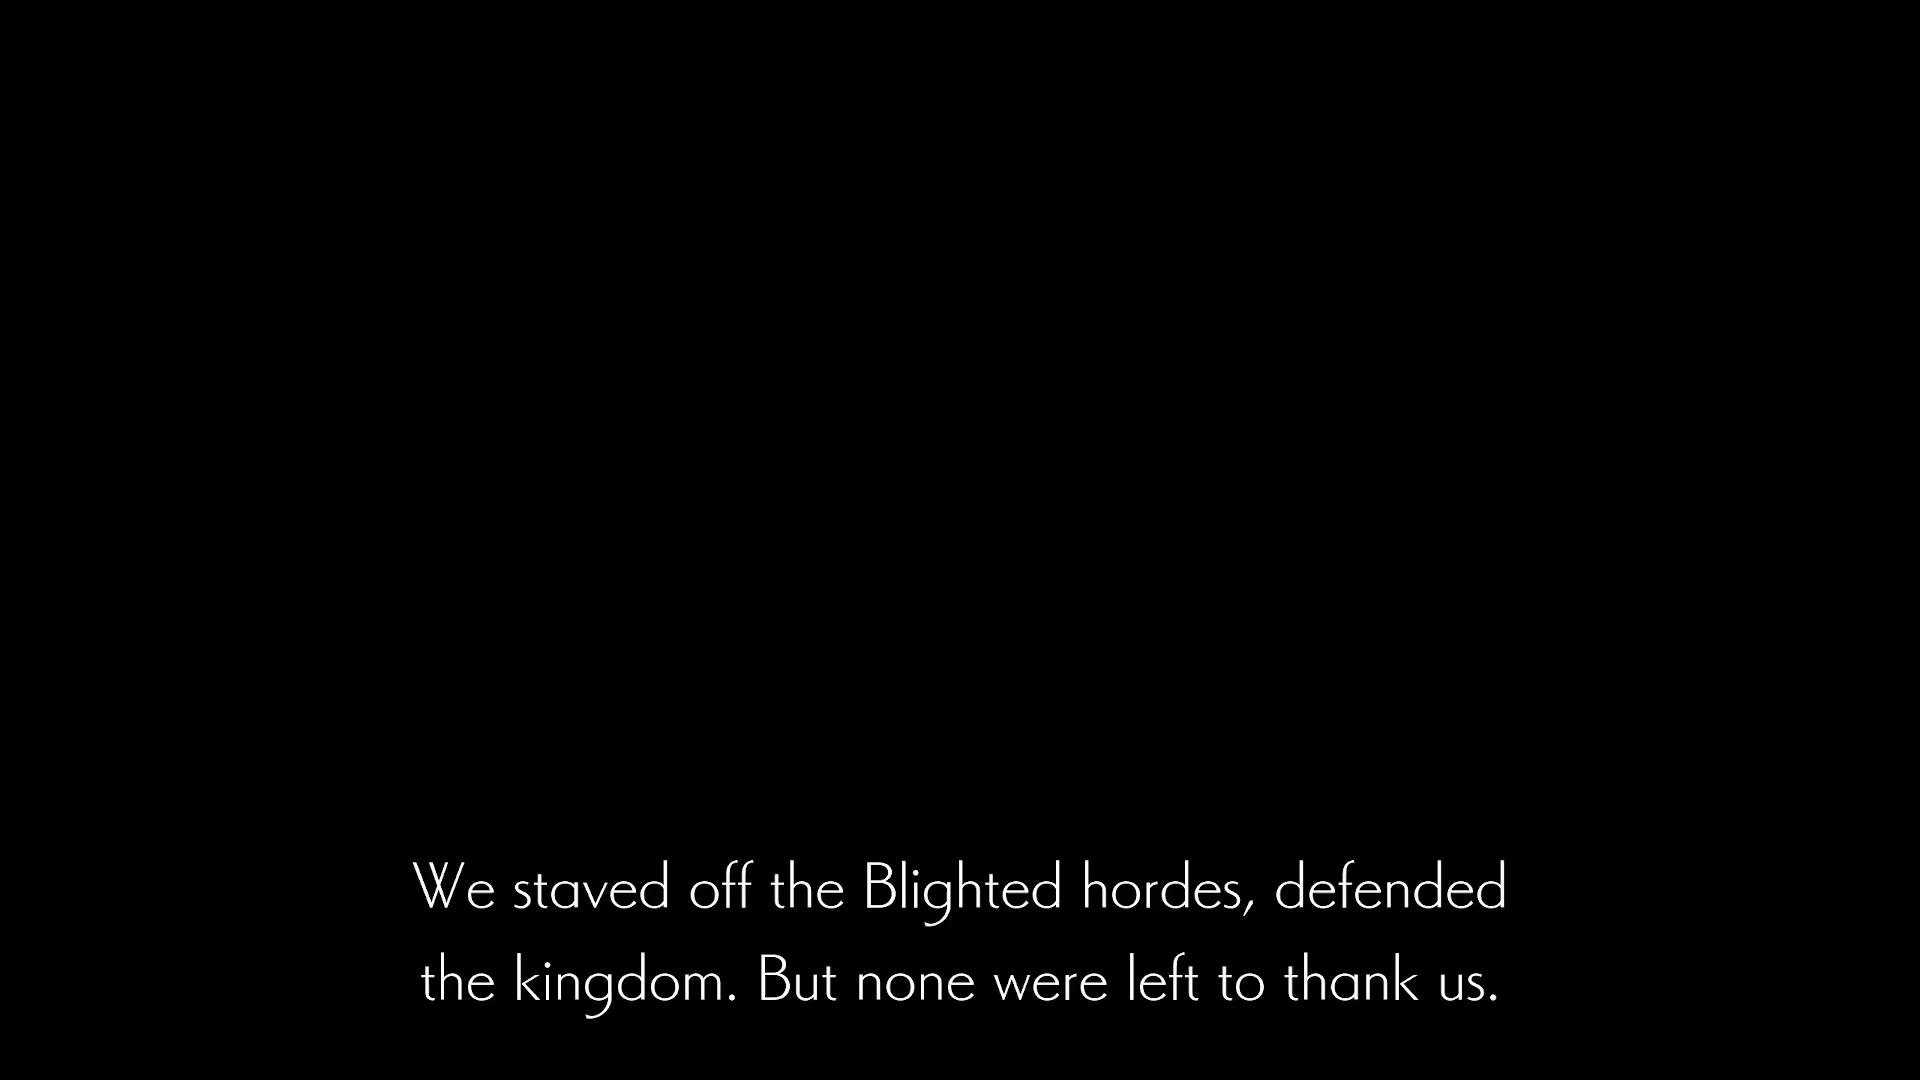 We staved off the Blighted hordes, defended
the kingdom. But none were left to thank us.